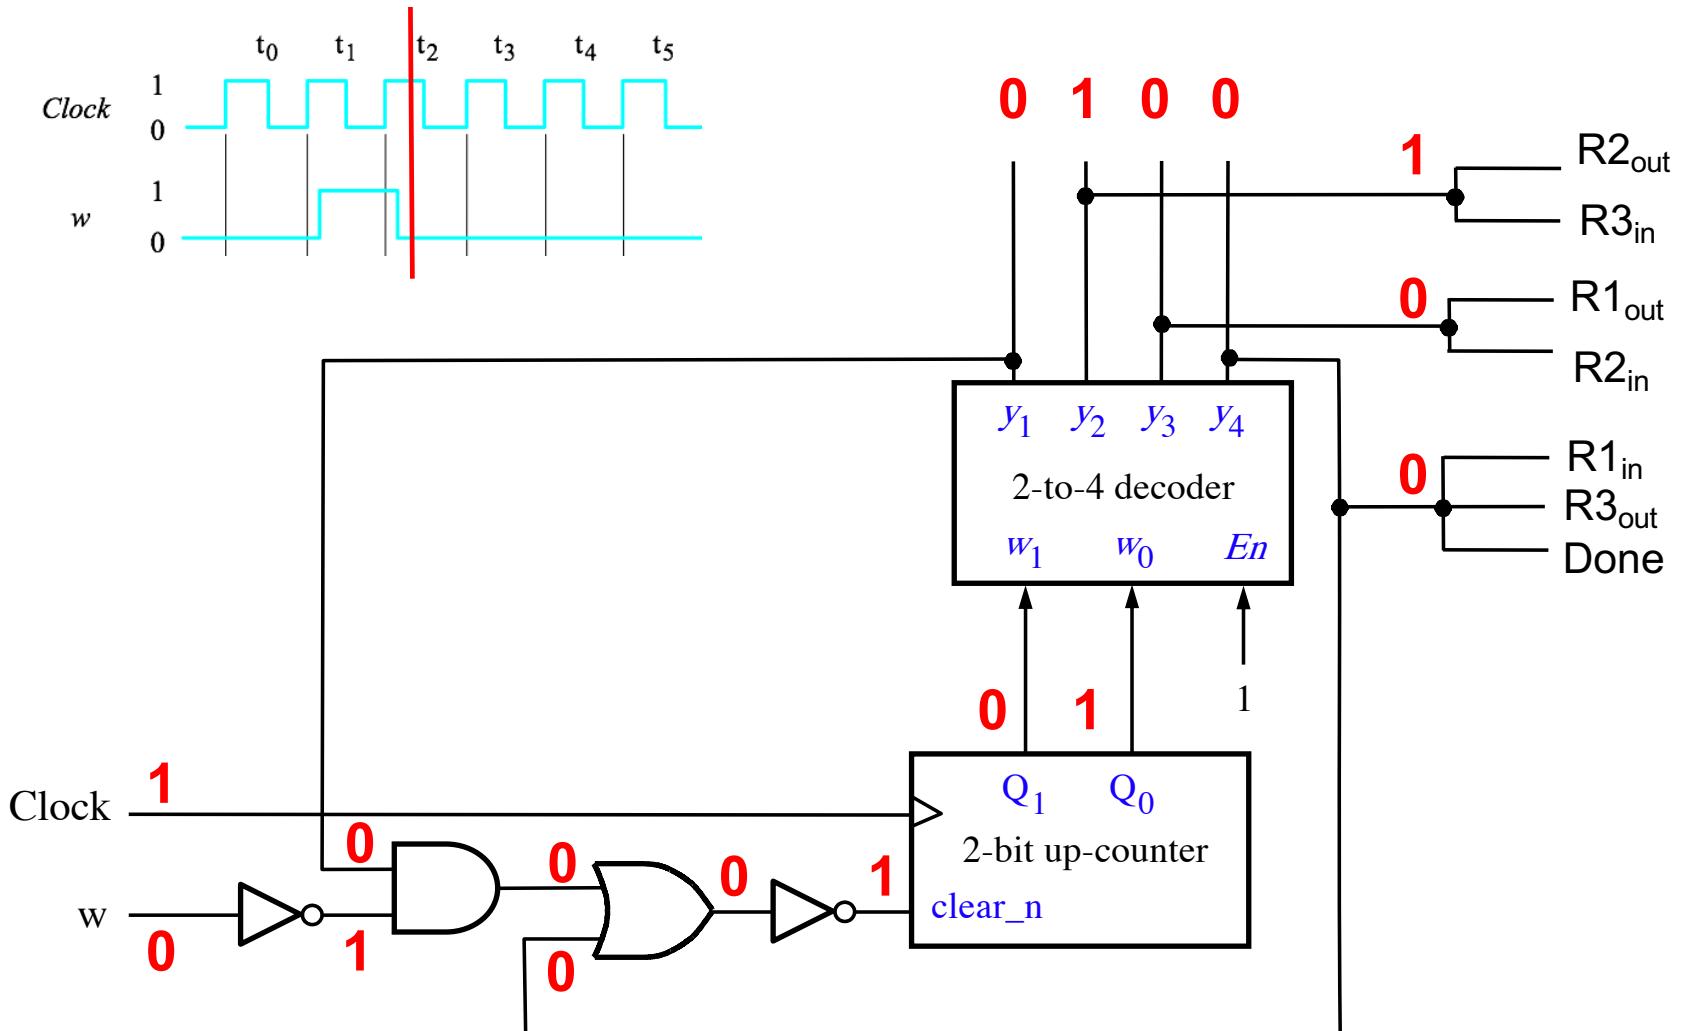 t0 t1 t2 t3 t4 t5
Clock 1 0
w 1 0
0 1 0 0
1 R2out
R3in
0 R1out
R2in
y1 y2 y3 y4
2-to-4 decoder
w1 w0 En
0 R1in
R3out
Done
0 1 1
Clock 1
Q1 Q0
2-bit up-counter
clear_n
0 0 0 1
w 0 1 0